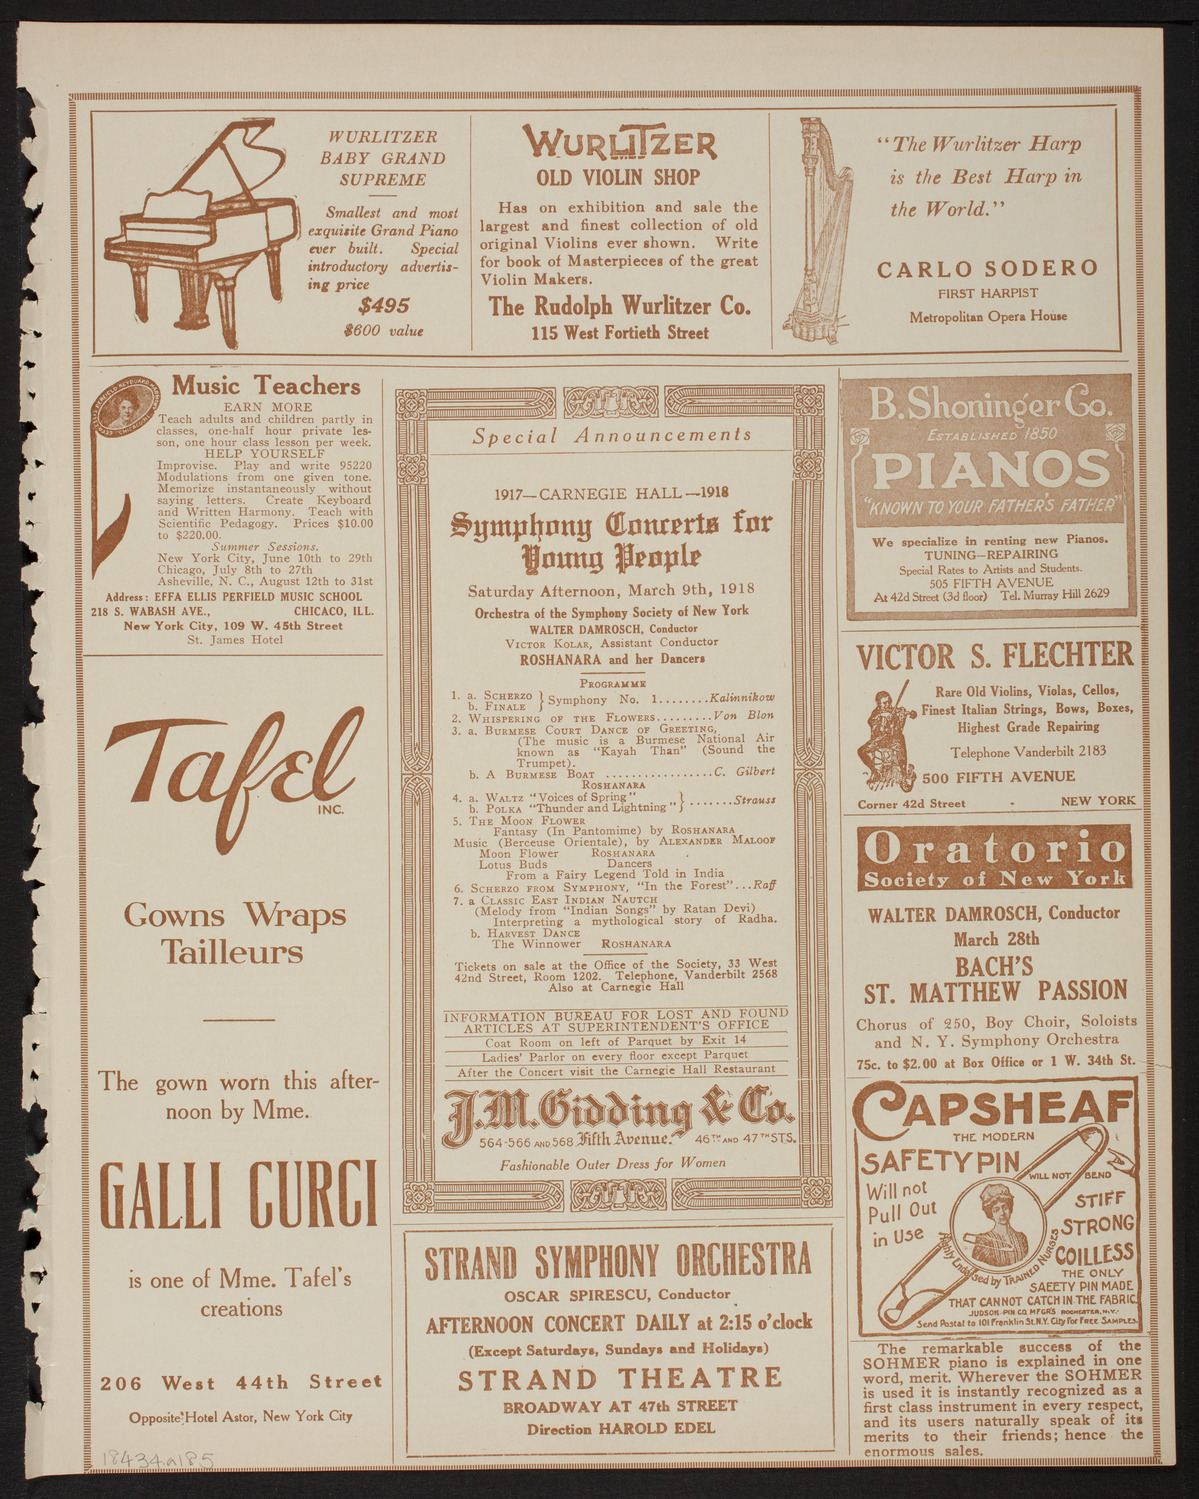 WURLITZER
BABY GRAND
SUPREME
Smallest and most
exquisite Grand Piano
ever built. Special
introductory advertis-
ing price
$495
$600 value
WURLITZER
OLD VIOLIN SHOP
Has on exhibition and sale the
largest and finest collection of old
original Violins ever shown. Write
for book of Masterpieces of the great
Violin Makers.
The Rudolph Wurlitzer Co.
115 West Fortieth Street
"The Wurlitzer Harp
is the Best Harp in
the World."
CARLO SODERO
FIRST HARPIST
Metropolitan Opera House
Music Teachers
EARN MORE
Teach adults and children partly in
classes, one-half hour private les-
son, one hour class lesson per week.
HELP YOURSELF
Improvise. Play and write 95220
Modulations from one given tone.
Memorize instantaneously without
saying letters. Create Keyboard
and Written Harmony. Teach with
Scientific Pedagogy. Prices $10.00
to $220.00.
Summer Sessions.
New York City, June 10th to 29th
Chicago, July 8th to 27th
Asheville, N. C., August 12th to 31st
Address: EFFA ELLIS PERFIELD MUSIC SCHOOL
218 S. WABASH AVE., CHICACO, ILL.
New York City, 109 W. 45th Street
St. James Hotel
Tafel
INC.
Gowns Wraps
Tailleurs
The gown worn this after-
noon by Mme.
GALLI CURCI
is one of Mme. Tafel's
creations
206 West 44th Street
Opposite Hotel Astor, New York City
18434a185
Special Announcements
1917—CARNEGIE HALL—1918
Symphony Concerts for
Young People
Saturday Afternoon, March 9th, 1918
Orchestra of the Symphony Society of New York
WALTER DAMROSCH, Conductor
VICTOR KOLAR, Assistant Conductor
ROSHANARA and her Dancers
PROGRAMME
1. a. SCHERZO
b. FINALE } Symphony No. 1........Kalinnikow
2. WHISPERING OF THE FLOWERS.........Von Blon
3. a. BURMESE COURT DANCE OF GREETING,
(The music is a Burmese National Air
known as "Kayah Than" (Sound the
Trumpet).
b. A BURMESE BOAT .................C. Gilbert
ROSHANARA
4. a. WALTZ "Voices of Spring"
b. POLKA "Thunder and Lightning" } .......Strauss
5. THE MOON FLOWER
Fantasy (In Pantomime) by ROSHANARA
Music (Berceuse Orientale), by ALEXANDER MALOOF
Moon Flower ROSHANARA
Lotus Buds Dancers
From a Fairy Legend Told in India
6. SCHERZO FROM SYMPHONY, "In the Forest"...Raff
7. a CLASSIC EAST INDIAN NAUTCH
(Melody from "Indian Songs" by Ratan Devi)
Interpreting a mythological story of Radha.
b. HARVEST DANCE
The Winnower ROSHANARA
Tickets on sale at the Office of the Society, 33 West
42nd Street, Room 1202. Telephone, Vanderbilt 2568
Also at Carnegie Hall
INFORMATION BUREAU FOR LOST AND FOUND
ARTICLES AT SUPERINTENDENT'S OFFICE
Coat Room on left of Parquet by Exit 14
Ladies' Parlor on every floor except Parquet
After the Concert visit the Carnegie Hall Restaurant
J.M. Gidding & Co.
564-566 AND 568 Fifth Avenue. 46TH AND 47TH STS.
Fashionable Outer Dress for Women
STRAND SYMPHONY ORCHESTRA
OSCAR SPIRESCU, Conductor
AFTERNOON CONCERT DAILY at 2:15 o'clock
(Except Saturdays, Sundays and Holidays)
STRAND THEATRE
BROADWAY AT 47th STREET
Direction HAROLD EDEL
B. Shoninger Co.
ESTABLISHED 1850
PIANOS
"KNOWN TO YOUR FATHER'S FATHER"
We specialize in renting new Pianos.
TUNING—REPAIRING
Special Rates to Artists and Students.
505 FIFTH AVENUE
At 42d Street (3d floor) Tel. Murray Hill 2629
VICTOR S. FLECHTER
Rare Old Violins, Violas, Cellos,
Finest Italian Strings, Bows, Boxes,
Highest Grade Repairing
Telephone Vanderbilt 2183
500 FIFTH AVENUE
Corner 42d Street - NEW YORK
Oratorio
Society of New York
WALTER DAMROSCH, Conductor
March 28th
BACH'S
ST. MATTHEW PASSION
Chorus of 250, Boy Choir, Soloists
and N. Y. Symphony Orchestra
75c. to $2.00 at Box Office or 1 W. 34th St.
CAPSHEAF
THE MODERN
SAFETY PIN
WILL NOT BEND
Will not
Pull Out
in Use
STIFF
STRONG
COILLESS
Highly Endorsed by TRAINED NURSES
THE ONLY
SAFETY PIN MADE
THAT CANNOT CATCH IN THE FABRIC.
JUDSON PIN CO. MFGR'S ROCHESTER, N.Y.
Send Postal to 101 Franklin St. N.Y. City For FREE SAMPLES.
The remarkable success of the
SOHMER piano is explained in one
word, merit. Wherever the SOHMER
is used it is instantly recognized as a
first class instrument in every respect,
and its users naturally speak of its
merits to their friends; hence the
enormous sales.